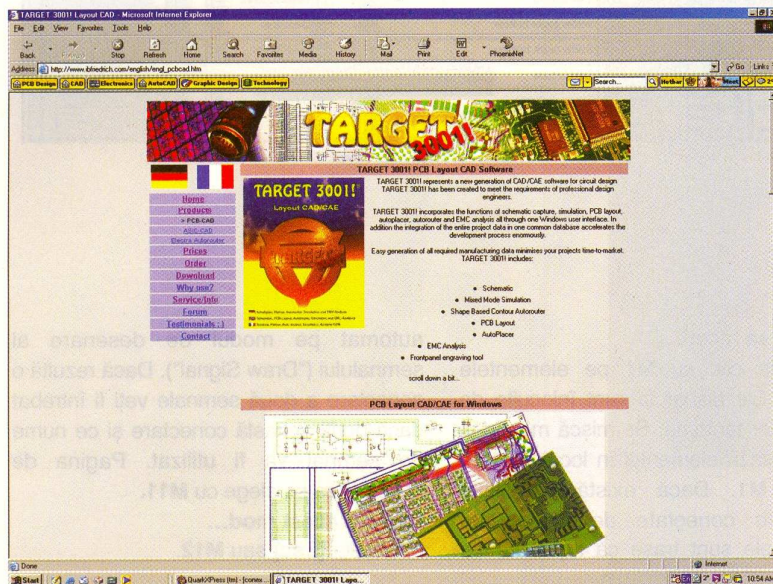 TARGET 3001! Layout CAD - Microsoft Internet Explorer
File Edit View Favorites Tools Help
Back Stop Refresh Home Search Favorites Media History Mail Print Edit PhoenixNet
Address http://www.ibfriedrich.com/english/engl_pcbcad.htm Go Links
PCB Design CAD Electronics AutoCAD Graphic Design Technology Search... Hotbar
TARGET
3001!
TARGET 3001! PCB Layout CAD Software
Home
Products
> PCB-CAD
ASIC-CAD
Electra Autorouter
Prices
Order
Download
Why use?
Service/Info
Forum
Testimonials ;-)
Contact
TARGET 3001!
Layout CAD/CAE
TARGET 3001! represents a new generation of CAD/CAE software for circuit design
TARGET 3001! has been created to meet the requirements of professional design
engineers.
TARGET 3001! incorporates the functions of schematic capture, simulation, PCB layout,
autoplacer, autorouter and EMC analysis all through one Windows user interface. In
addition the integration of the entire project data in one common database accelerates the
development process enormously.
Easy generation of all required manufacturing data minimises your projects time-to-market.
TARGET 3001! includes:
• Schematic
• Mixed Mode Simulation
• Shape Based Contour Autorouter
• PCB Layout
• AutoPlacer
• EMC Analysis
• Frontpanel engraving tool
scroll down a bit...
PCB Layout CAD/CAE for Windows
Done Internet
Start QuarkXPress (tm) - [conex... TARGET 3001! Layo... 10:54 AM